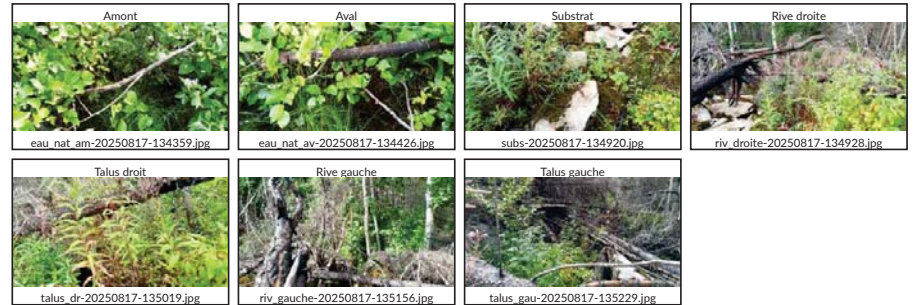 Amont
Aval
Substrat
Rive droite
eau_nat_am-20250817-134359.jpg
eau_nat_av-20250817-134426.jpg
subs-20250817-134920.jpg
riv_droite-20250817-134928.jpg
Talus droit
Rive gauche
Talus gauche
talus_dr-20250817-135019.jpg
riv_gauche-20250817-135156.jpg
talus_gau-20250817-135229.jpg